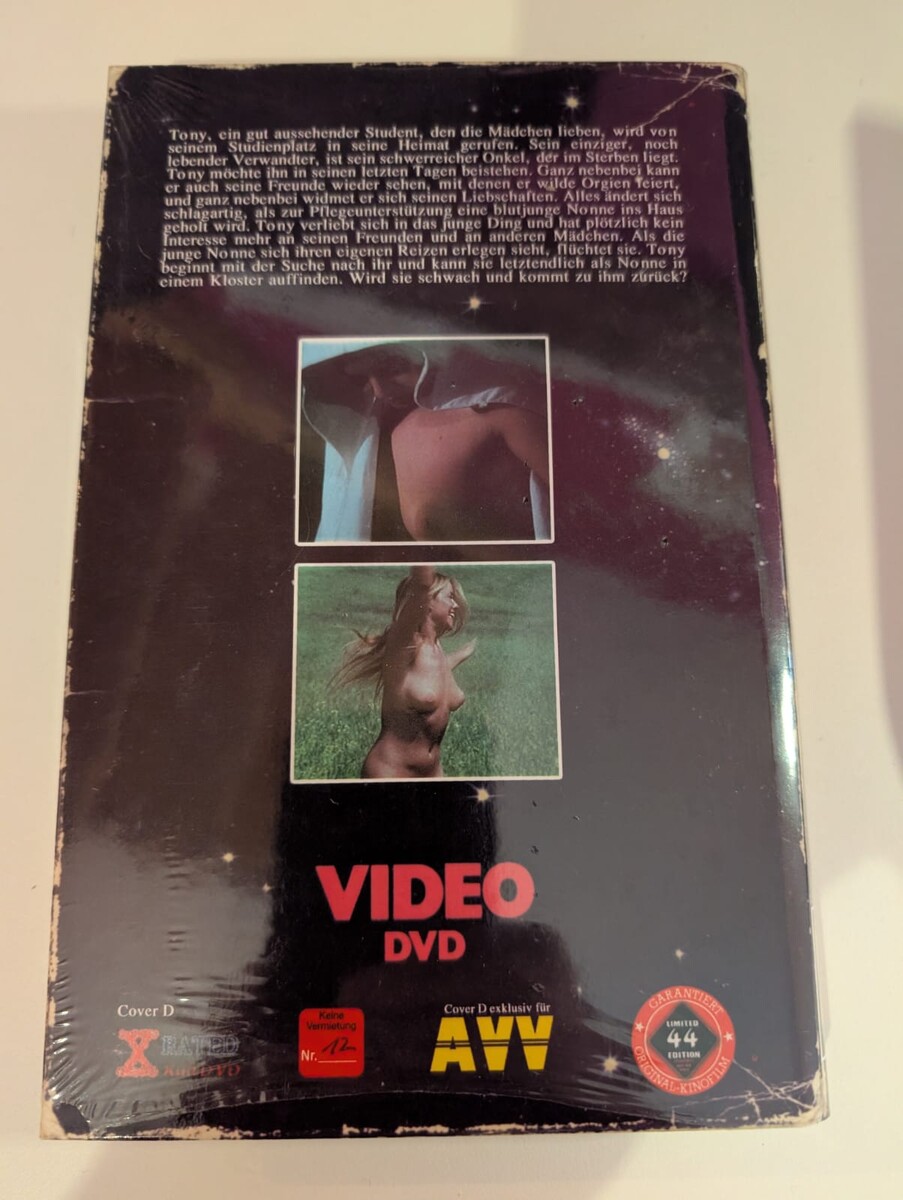 Tony, ein gut aussehender Student, den die Mädchen lieben, wird von
seinem Studienplatz in seine Heimat gerufen. Sein einziger, noch
lebender Verwandter, ist sein schwerreicher Onkel, der im Sterben liegt.
Tony möchte ihn in seinen letzten Tagen beistehen. Ganz nebenbei kann
er auch seine Freunde wieder sehen, mit denen er wilde Orgien feiert,
und ganz nebenbei widmet er sich seinen Liebschaften. Alles ändert sich
schlagartig, als zur Pflegeunterstützung eine blutjunge Nonne ins Haus
geholt wird. Tony verliebt sich in das junge Ding und hat plötzlich kein
Interesse mehr an seinen Freunden und an anderen Mädchen. Als die
junge Nonne sich ihren eigenen Reizen erlegen sieht, flüchtet sie. Tony
beginnt mit der Suche nach ihr und kann sie letztendlich als Nonne in
einem Kloster auffinden. Wird sie schwach und kommt zu ihm zurück?
VIDEO
DVD
Cover D
X RATED
Kult DVD
Keine
Vermietung
Nr. 12
Cover D exklusiv für
AVV
GARANTIERT
LIMITED
44
EDITION
ORIGINAL-KINOFILM